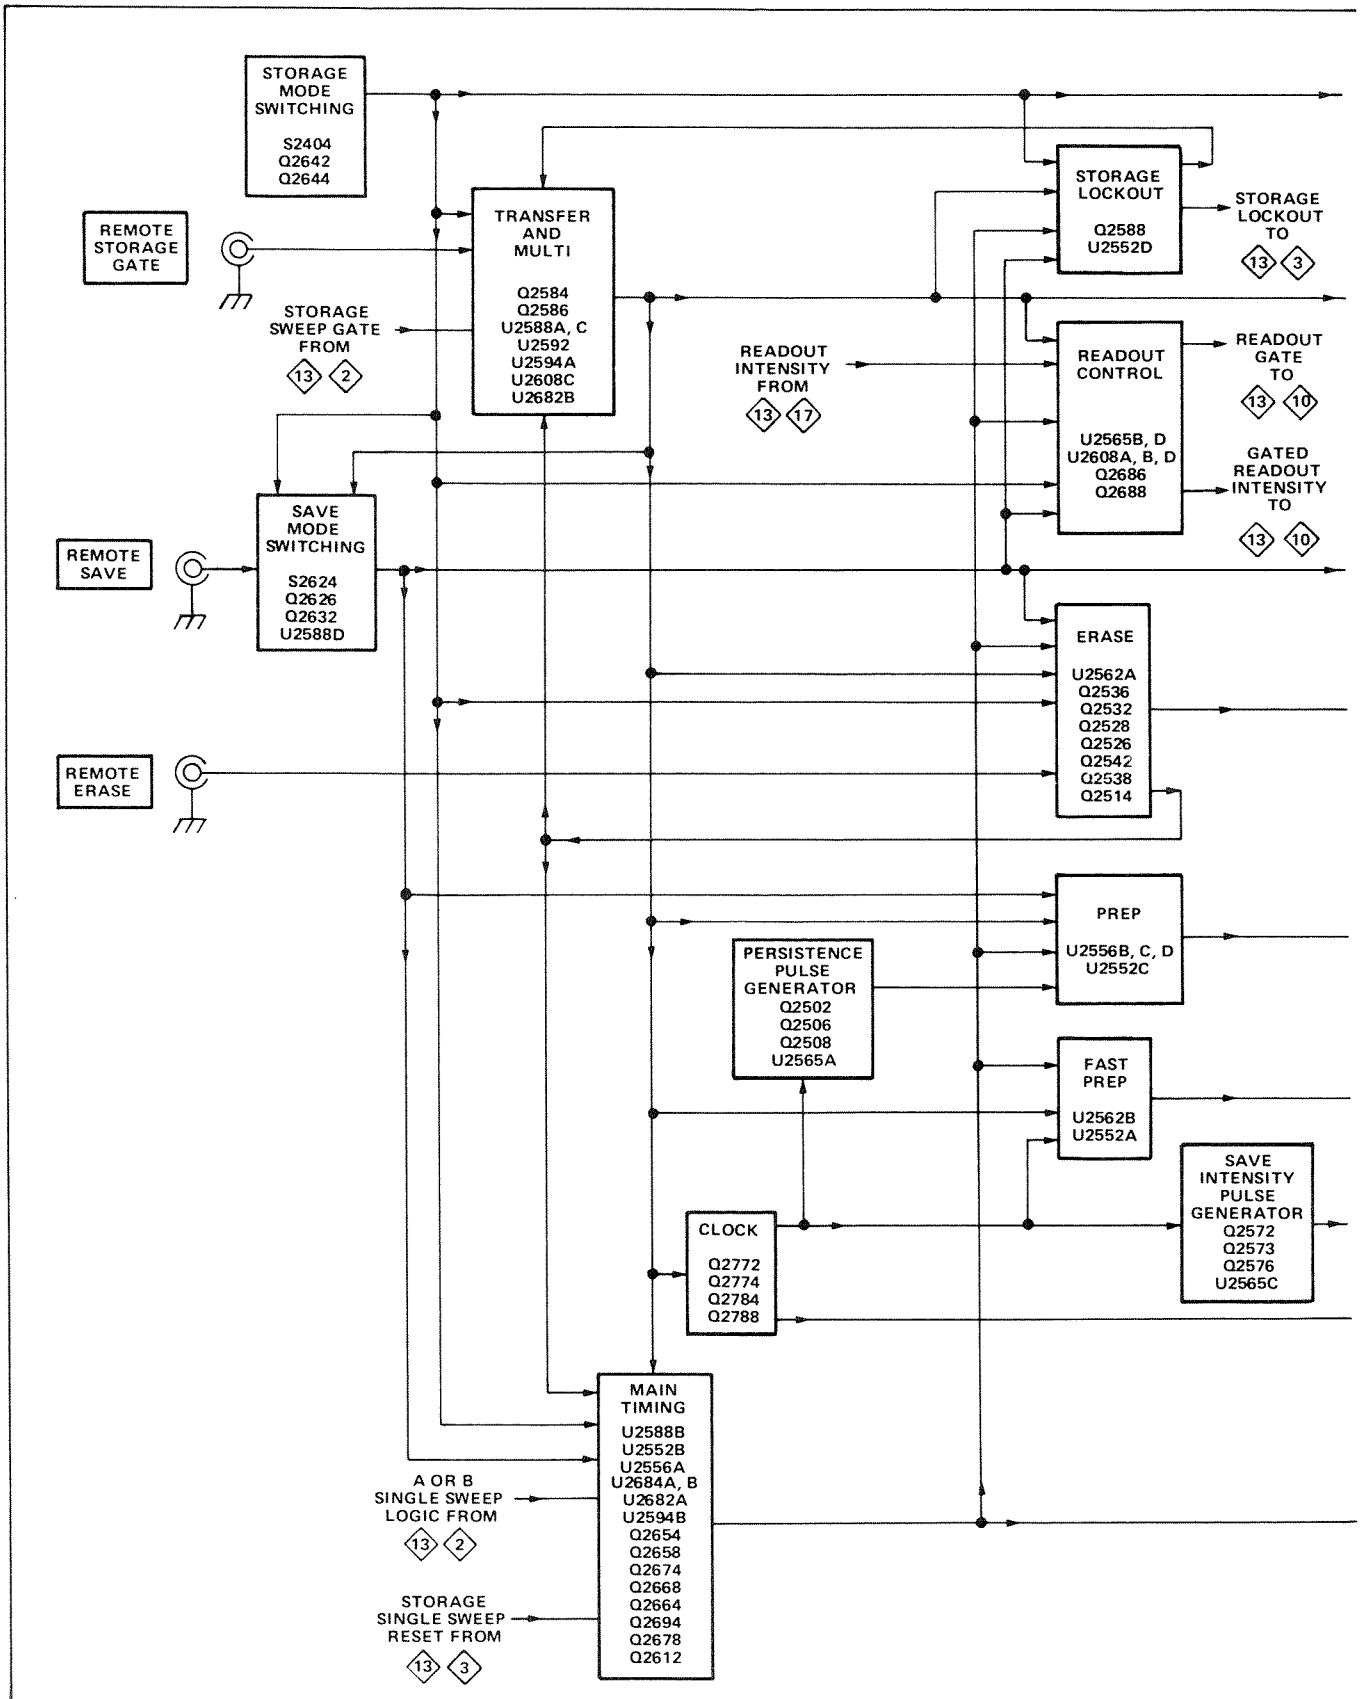 STORAGE
MODE
SWITCHING
S2404
Q2642
Q2644
REMOTE
STORAGE
GATE
STORAGE
SWEEP GATE
FROM
13 2
TRANSFER
AND
MULTI
Q2584
Q2586
U2588A, C
U2592
U2594A
U2608C
U2682B
STORAGE
LOCKOUT
Q2588
U2552D
STORAGE
LOCKOUT
TO
13 3
READOUT
INTENSITY
FROM
13 17
READOUT
CONTROL
U2565B, D
U2608A, B, D
Q2686
Q2688
READOUT
GATE
TO
13 10
GATED
READOUT
INTENSITY
TO
13 10
REMOTE
SAVE
SAVE
MODE
SWITCHING
S2624
Q2626
Q2632
U2588D
ERASE
U2562A
Q2536
Q2532
Q2528
Q2526
Q2542
Q2538
Q2514
REMOTE
ERASE
PREP
U2556B, C, D
U2552C
PERSISTENCE
PULSE
GENERATOR
Q2502
Q2506
Q2508
U2565A
FAST
PREP
U2562B
U2552A
SAVE
INTENSITY
PULSE
GENERATOR
Q2572
Q2573
Q2576
U2565C
CLOCK
Q2772
Q2774
Q2784
Q2788
MAIN
TIMING
U2588B
U2552B
U2556A
U2684A, B
U2682A
U2594B
Q2654
Q2658
Q2674
Q2668
Q2664
Q2694
Q2678
Q2612
A OR B
SINGLE SWEEP
LOGIC FROM
13 2
STORAGE
SINGLE SWEEP
RESET FROM
13 3